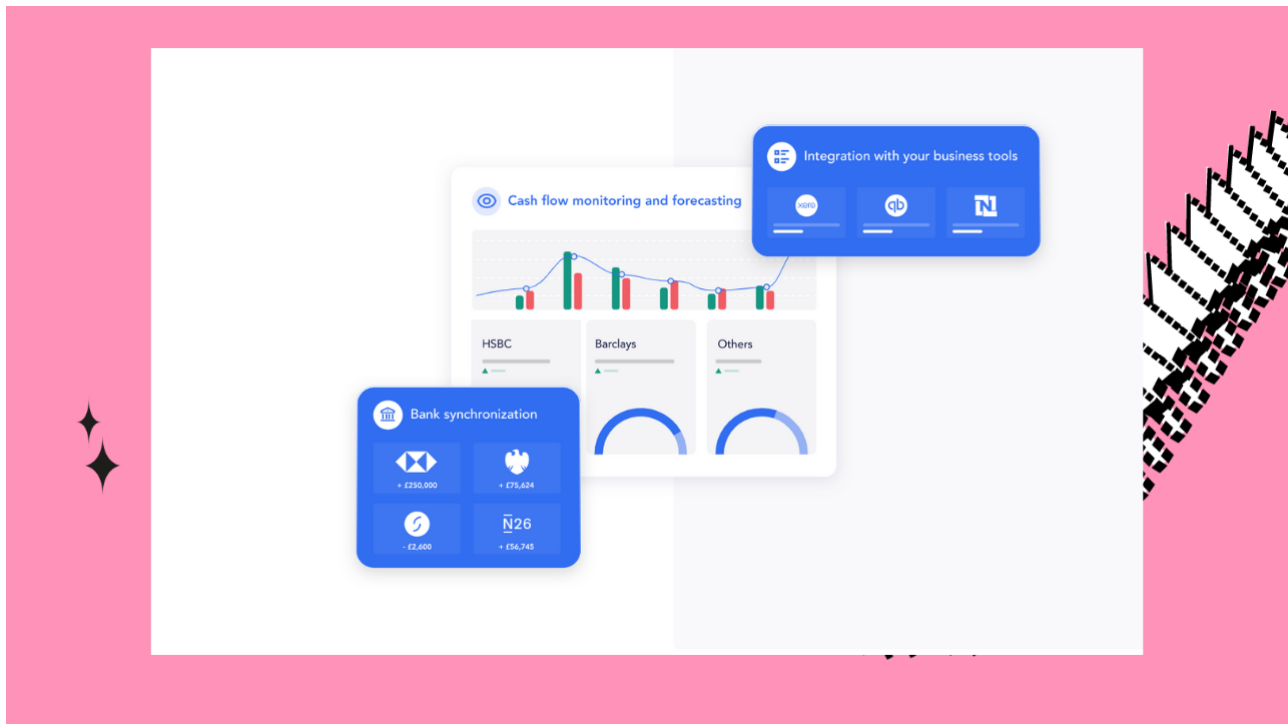 Integration with your business tools
xero
qb
N
Cash flow monitoring and forecasting
HSBC
Barclays
Others
Bank synchronization
+ £250,000
+ £75,624
- £2,600
N26
+ £56,745